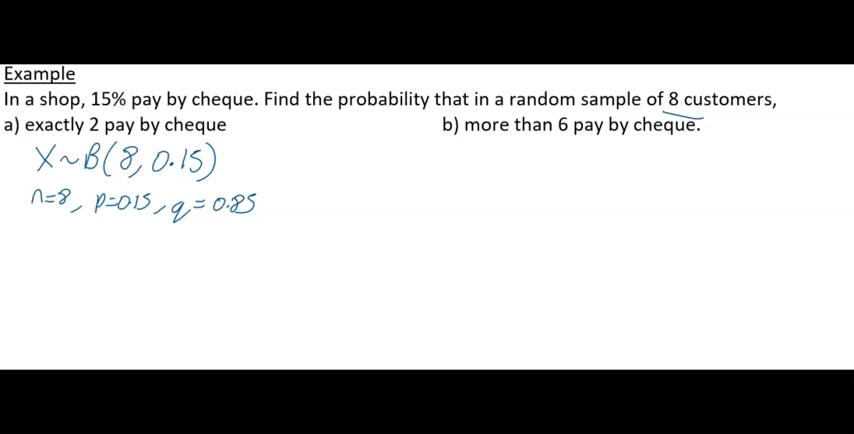 Example
In a shop, 15% pay by cheque. Find the probability that in a random sample of 8 customers,
a) exactly 2 pay by cheque b) more than 6 pay by cheque.
X~B(8, 0.15)
n=8, p=0.15, q=0.85